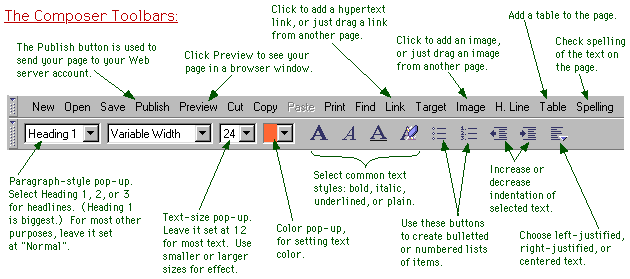 The Composer Toolbars:
Click to add a hypertext
link, or just drag a link
from another page.
Add a table to the page.
The Publish button is used to
send your page to your Web
server account.
Click Preview to see your
page in a browser window.
Click to add an image,
or just drag an image
from another page.
Check spelling
of the text on
the page.
New Open Save Publish Preview Cut Copy Paste Print Find Link Target Image H. Line Table Spelling
Heading 1 Variable Width 24 A A A A
Paragraph-style pop-up.
Select Heading 1, 2, or 3
for headlines. (Heading 1
is biggest.) For most other
purposes, leave it set
at "Normal".
Text-size pop-up.
Leave it set at 12
for most text. Use
smaller or larger
sizes for effect.
Color pop-up,
for setting text
color.
Select common text
styles: bold, italic,
underlined, or plain.
Use these buttons
to create bulletted
or numbered lists
of items.
Increase or
decrease
indentation of
selected text.
Choose left-justified,
right-justified, or
centered text.